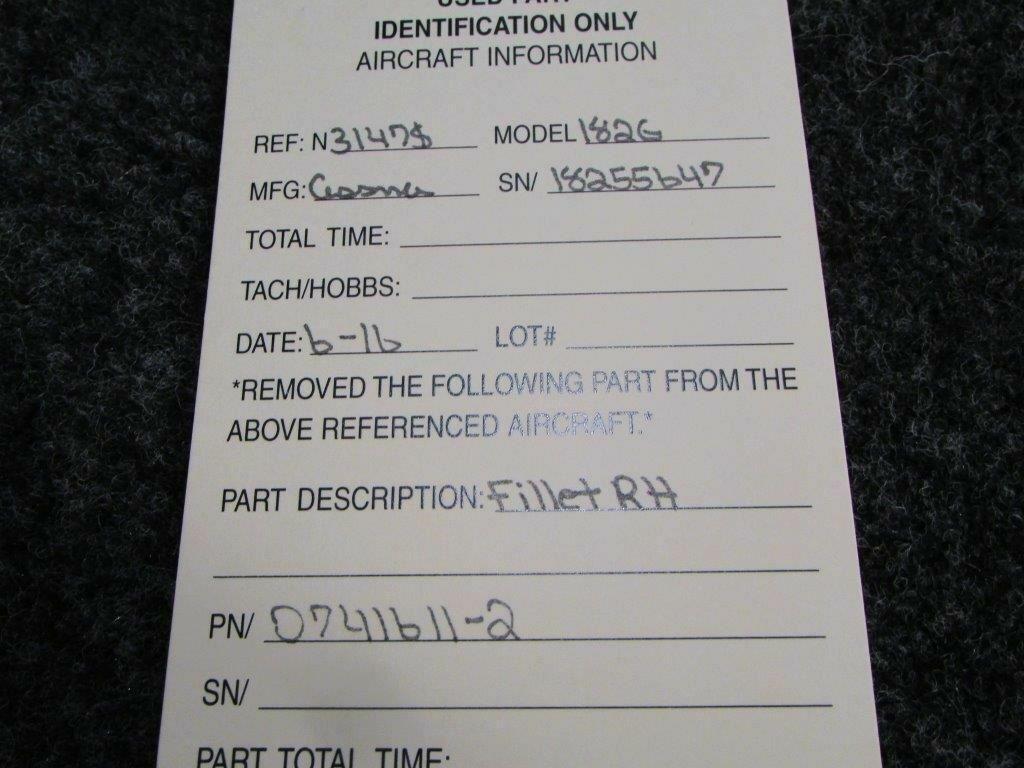 USED PART
IDENTIFICATION ONLY
AIRCRAFT INFORMATION
REF: N3147S MODEL 182G
MFG: Cessna SN/ 18255647
TOTAL TIME:
TACH/HOBBS:
DATE: 6-16 LOT#
*REMOVED THE FOLLOWING PART FROM THE
ABOVE REFERENCED AIRCRAFT.*
PART DESCRIPTION: Fillet RH
PN/ 0741611-2
SN/
PART TOTAL TIME: